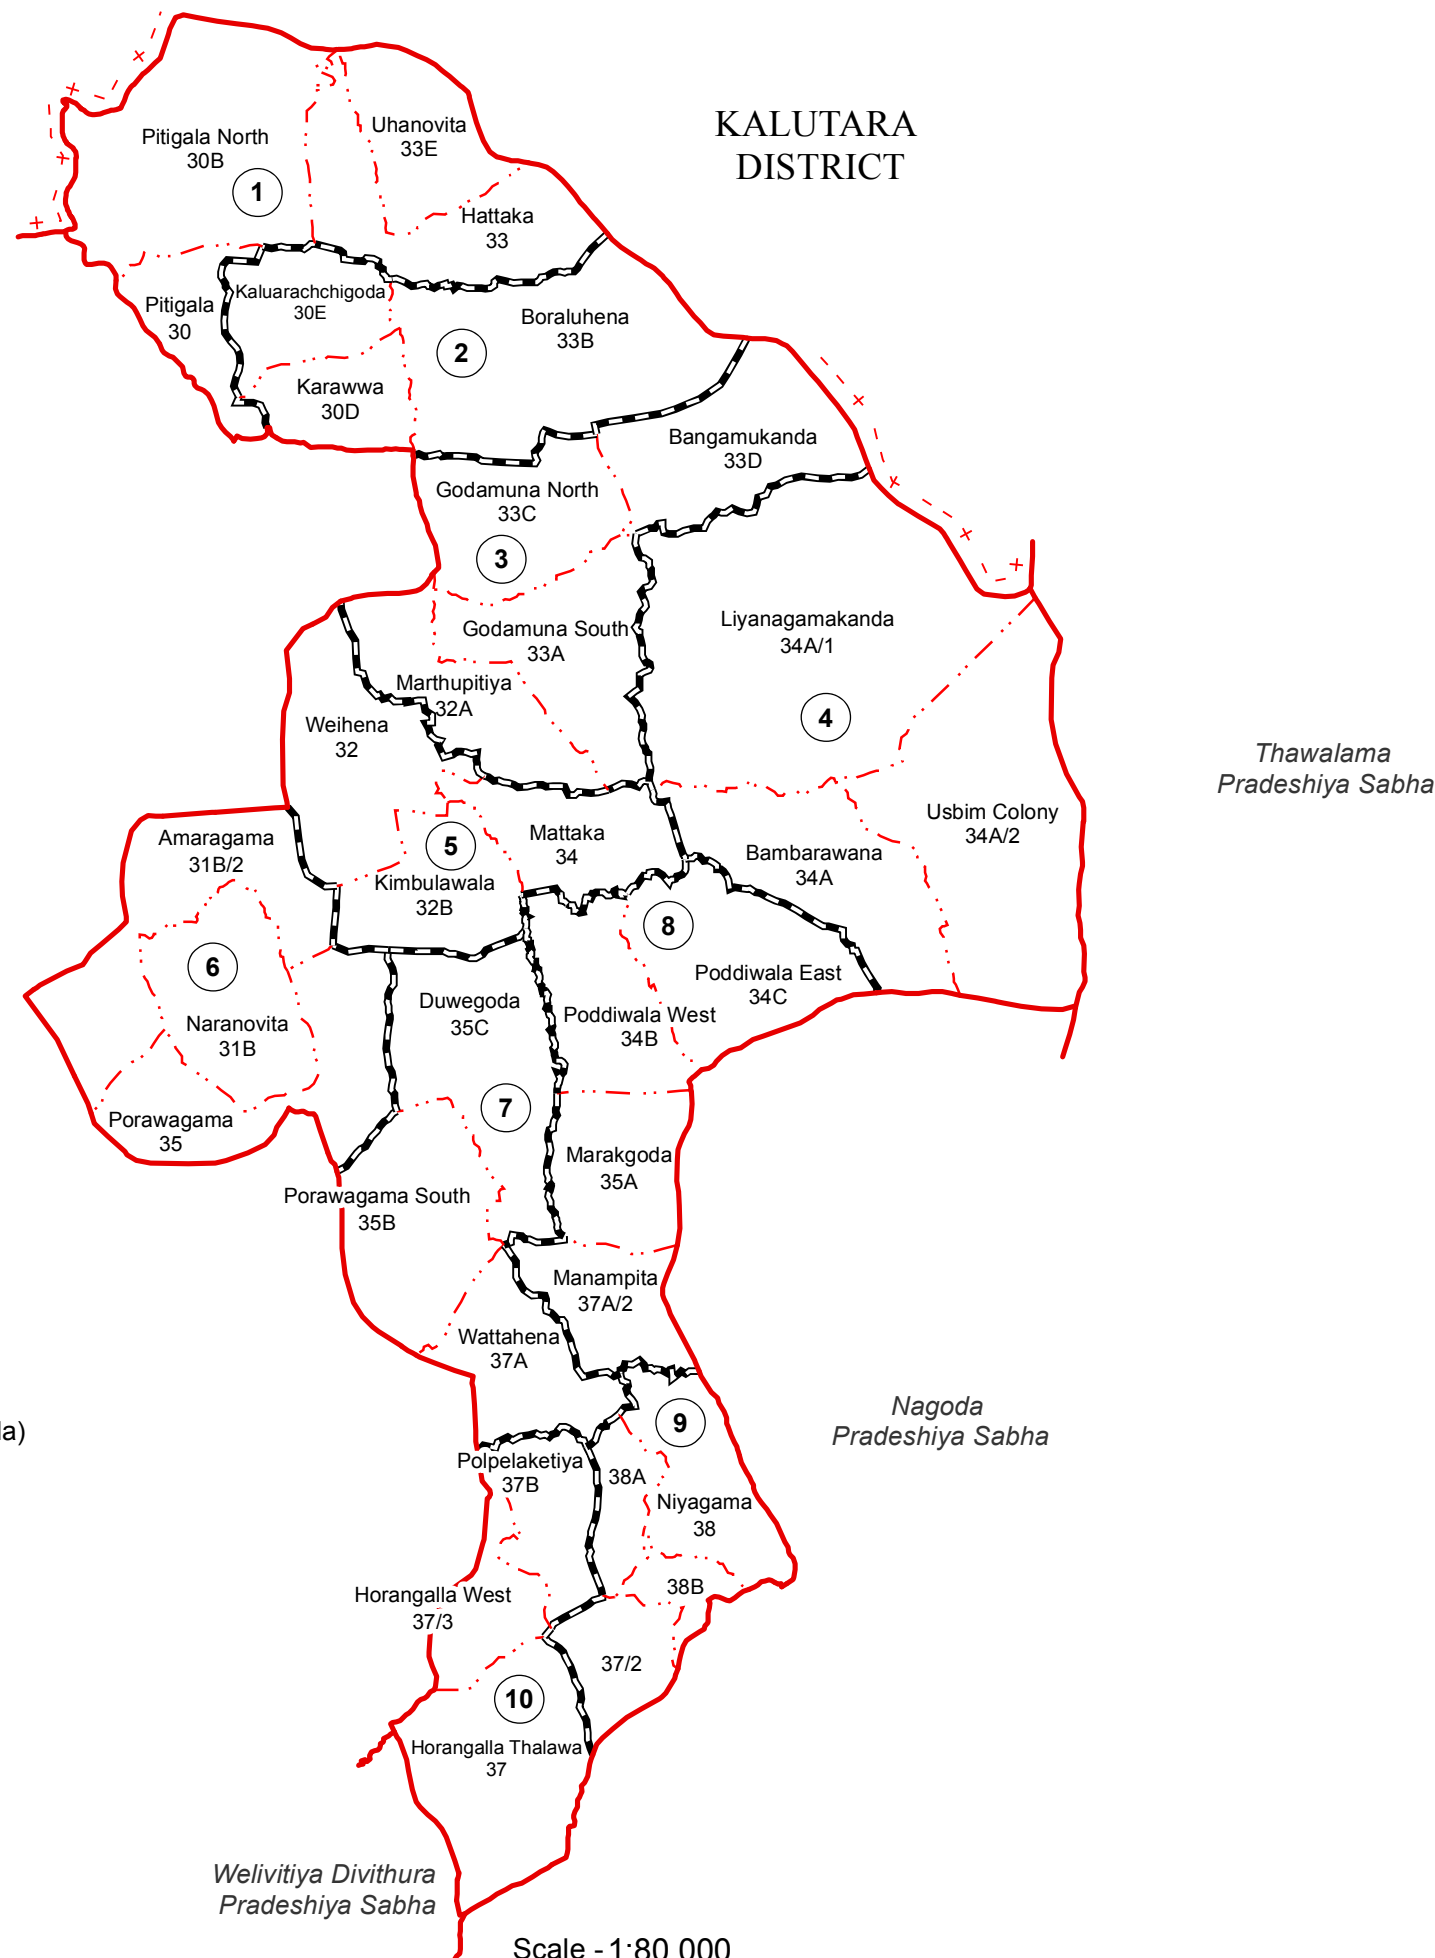 KALUTARA
DISTRICT
Uhanovita
33E
Pitigala North
30B
1
Hattaka
33
Kaluarachchigoda
30E
Pitigala
30
Boraluhena
33B
2
Karawwa
30D
Bangamukanda
33D
Godamuna North
33C
3
Liyanagamakanda
34A/1
Godamuna South
33A
Marthupitiya
32A
4
Weihena
32
Thawalama
Pradeshiya Sabha
Usbim Colony
34A/2
Amaragama
31B/2
Mattaka
34
5
Bambarawana
34A
Kimbulawala
32B
8
6
Poddiwala East
34C
Duwegoda
35C
Poddiwala West
34B
Naranovita
31B
7
Porawagama
35
Marakgoda
35A
Porawagama South
35B
Manampita
37A/2
Wattahena
37A
Nagoda
Pradeshiya Sabha
9
la)
Polpelaketiya
37B
38A
Niyagama
38
38B
Horangalla West
37/3
37/2
10
Horangalla Thalawa
37
Welivitiya Divithura
Pradeshiya Sabha
Scale - 1:80,000